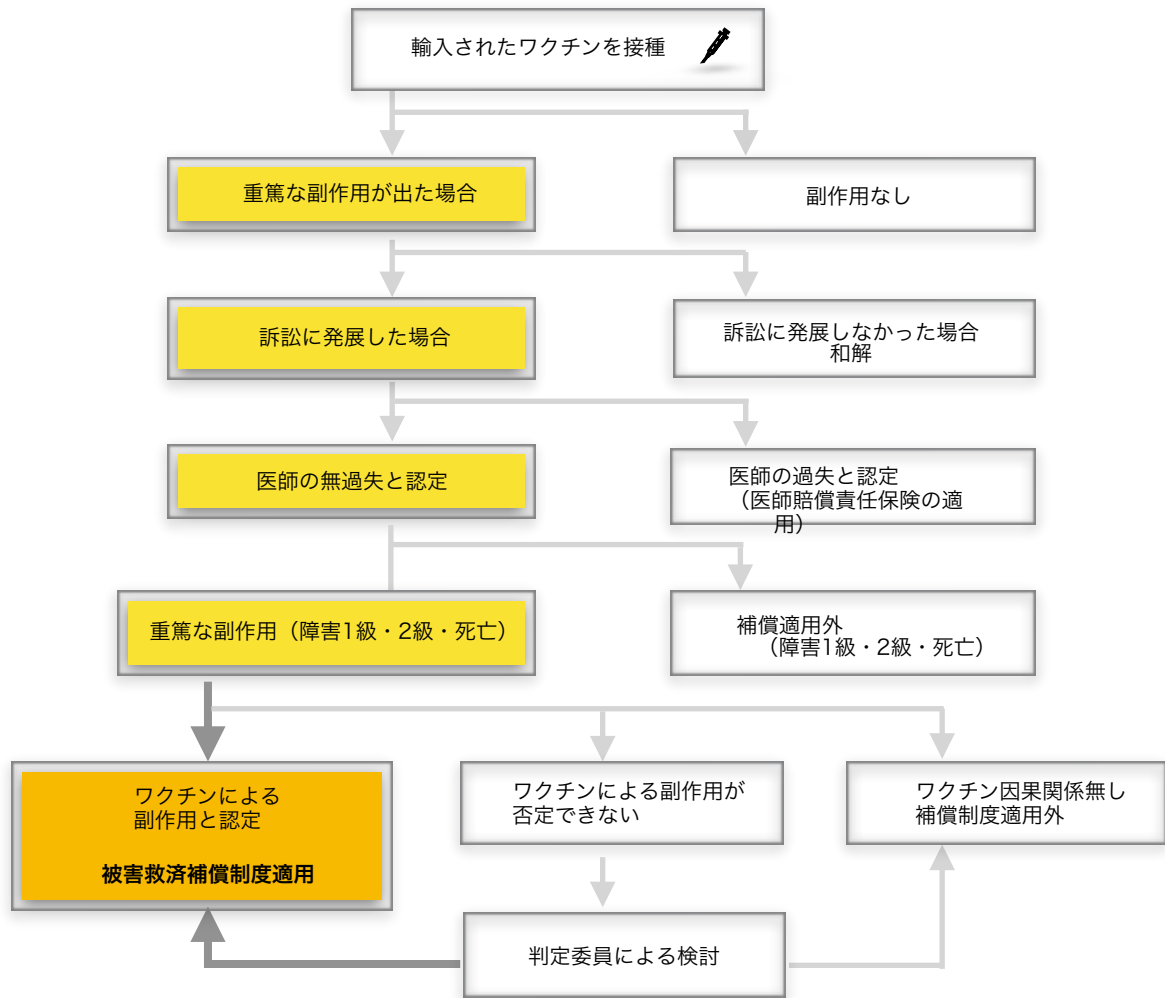 輸入されたワクチンを接種
重篤な副作用が出た場合
副作用なし
訴訟に発展した場合
訴訟に発展しなかった場合
和解
医師の無過失と認定
医師の過失と認定
（医師賠償責任保険の適
用）
重篤な副作用（障害1級・2級・死亡）
補償適用外
（障害1級・2級・死亡）
ワクチンによる
副作用と認定
被害救済補償制度適用
ワクチンによる副作用が
否定できない
ワクチン因果関係無し
補償制度適用外
判定委員による検討